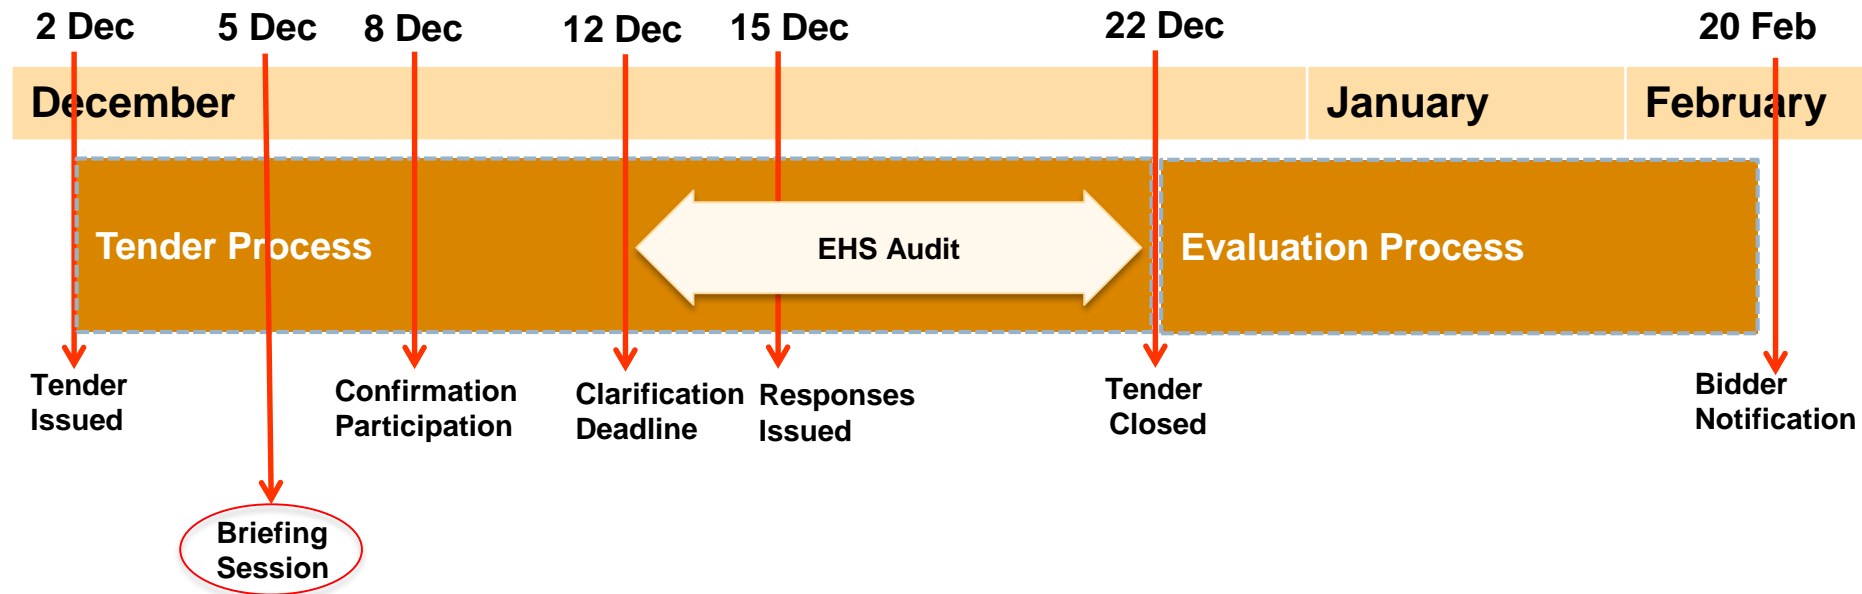 2 Dec
5 Dec
8 Dec
12 Dec
15 Dec
22 Dec
20 Feb
December
January
February
Tender Process
EHS Audit
Evaluation Process
Tender
Issued
Confirmation
Participation
Clarification
Deadline
Responses
Issued
Tender
Closed
Bidder
Notification
Briefing
Session